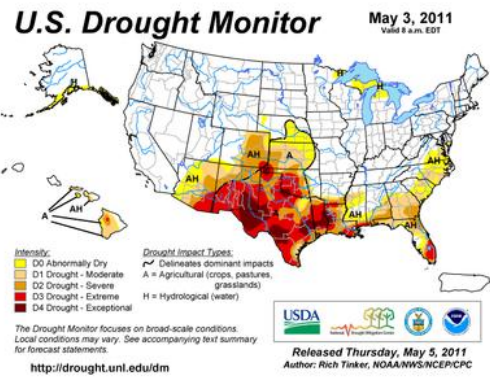 U.S. Drought Monitor
May 3, 2011
Valid 8 a.m. EDT
H
H
H
AH
A
AH
AH
AH
AH
A
AH
Intensity:
D0 Abnormally Dry
D1 Drought - Moderate
D2 Drought - Severe
D3 Drought - Extreme
D4 Drought - Exceptional
Drought Impact Types:
Delineates dominant impacts
A = Agricultural (crops, pastures,
grasslands)
H = Hydrological (water)
The Drought Monitor focuses on broad-scale conditions.
Local conditions may vary. See accompanying text summary
for forecast statements.
http://drought.unl.edu/dm
USDA
Released Thursday, May 5, 2011
Author: Rich Tinker, NOAA/NWS/NCEP/CPC